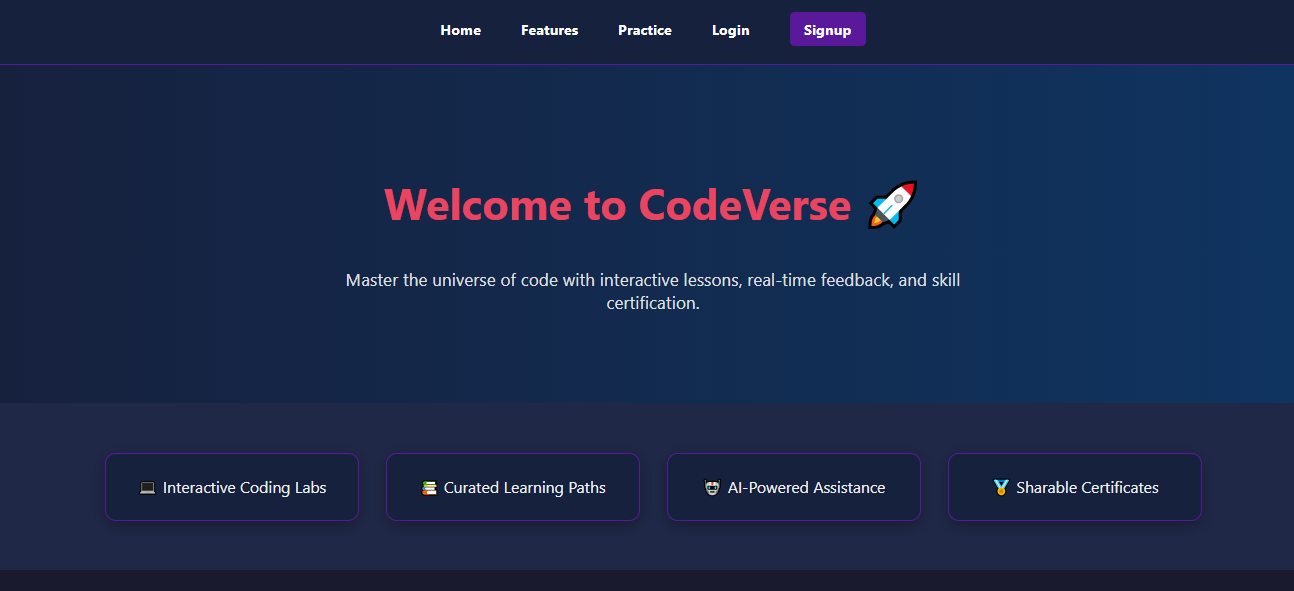 Home Features Practice Login Signup
Welcome to CodeVerse 🚀
Master the universe of code with interactive lessons, real-time feedback, and skill
certification.
💻 Interactive Coding Labs
📚 Curated Learning Paths
🤖 AI-Powered Assistance
🏅 Sharable Certificates